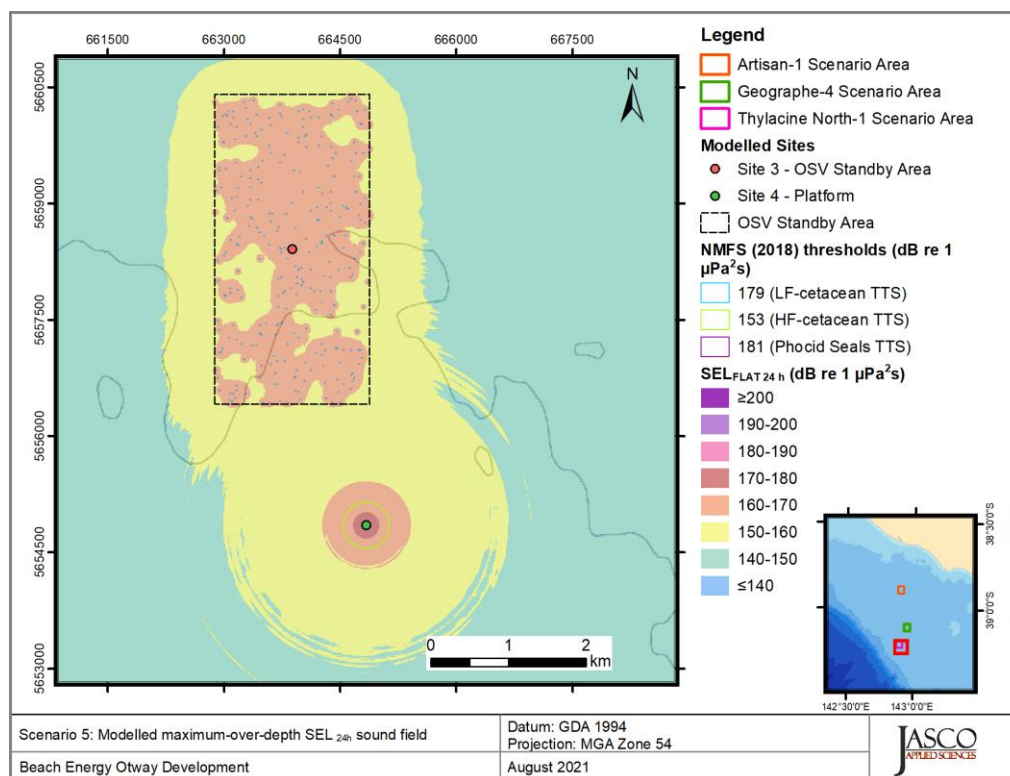 661500 663000 664500 666000 667500
5660500
5659000
5657500
5656000
5654500
5653000
N
0 1 2
km
Legend
Artisan-1 Scenario Area
Geographe-4 Scenario Area
Thylacine North-1 Scenario Area
Modelled Sites
Site 3 - OSV Standby Area
Site 4 - Platform
OSV Standby Area
NMFS (2018) thresholds (dB re 1
µPa²s)
179 (LF-cetacean TTS)
153 (HF-cetacean TTS)
181 (Phocid Seals TTS)
SEL FLAT 24 h (dB re 1 µPa²s)
≥200
190-200
180-190
170-180
160-170
150-160
140-150
≤140
38°30'0"S
39°0'0"S
142°30'0"E 143°0'0"E
Scenario 5: Modelled maximum-over-depth SEL 24h sound field
Datum: GDA 1994
Projection: MGA Zone 54
Beach Energy Otway Development
August 2021
JASCO
APPLIED SCIENCES